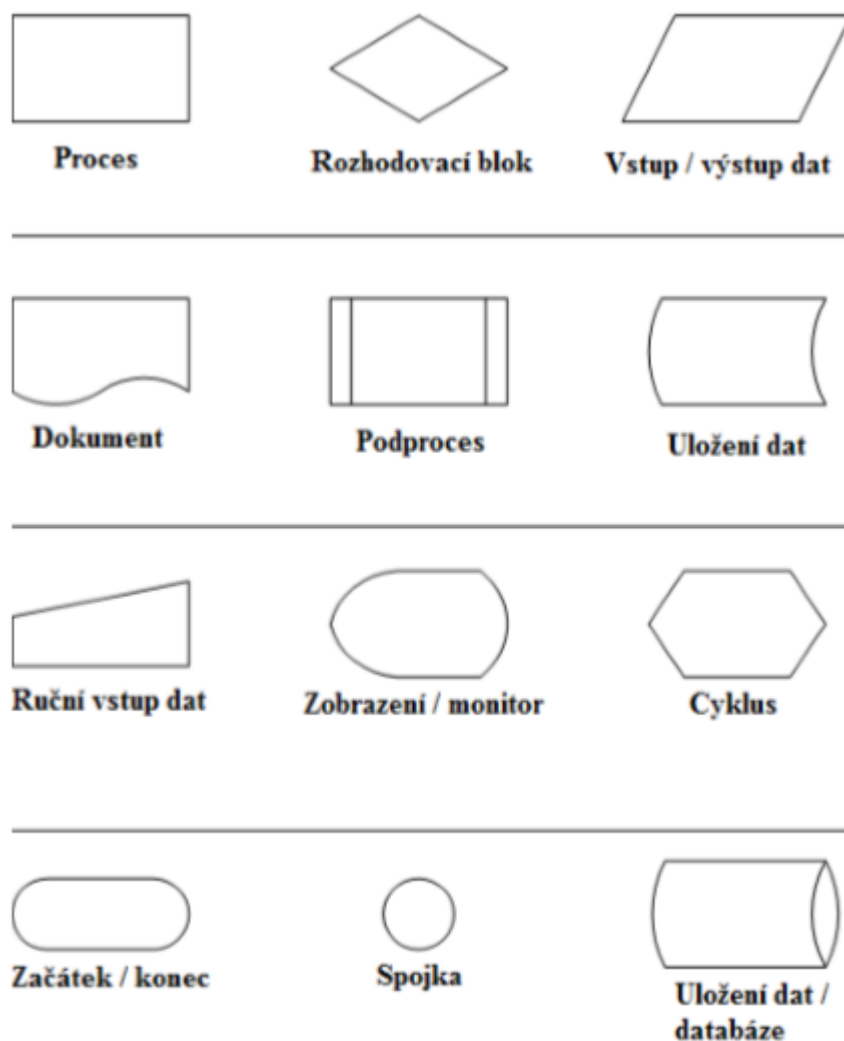 Proces
Rozhodovací blok
Vstup / výstup dat
Dokument
Podproces
Uložení dat
Ruční vstup dat
Zobrazení / monitor
Cyklus
Začátek / konec
Spojka
Uložení dat /
databáze